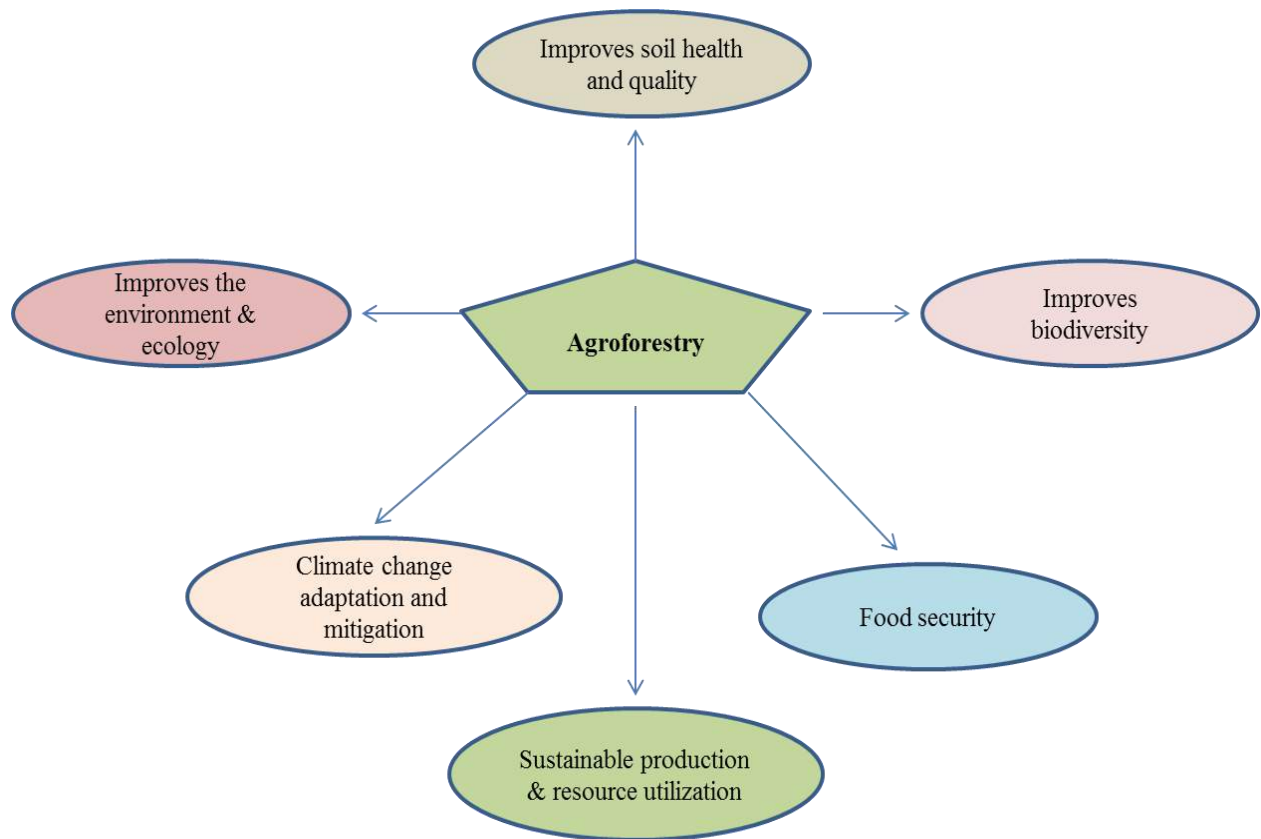 Improves soil health
and quality
Improves the
environment &
ecology
Agroforestry
Improves
biodiversity
Climate change
adaptation and
mitigation
Food security
Sustainable production
& resource utilization